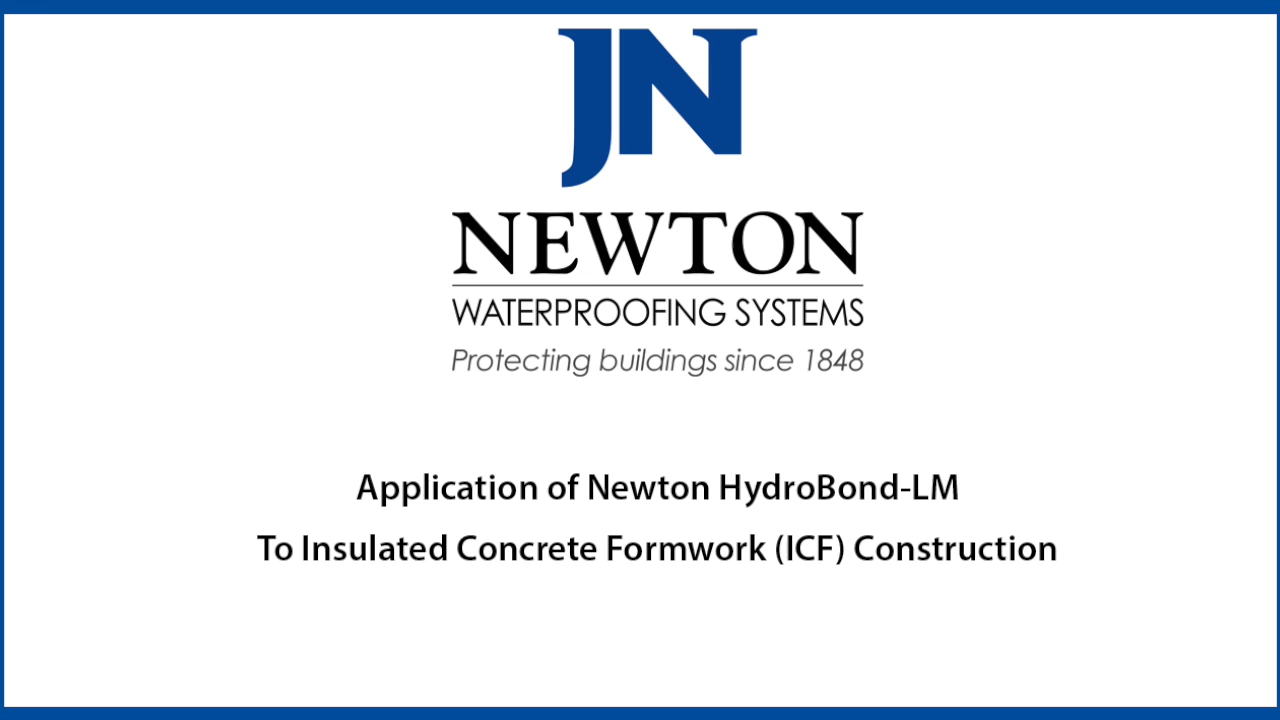 JN
NEWTON
WATERPROOFING SYSTEMS
Protecting buildings since 1848
Application of Newton HydroBond-LM
To Insulated Concrete Formwork (ICF) Construction